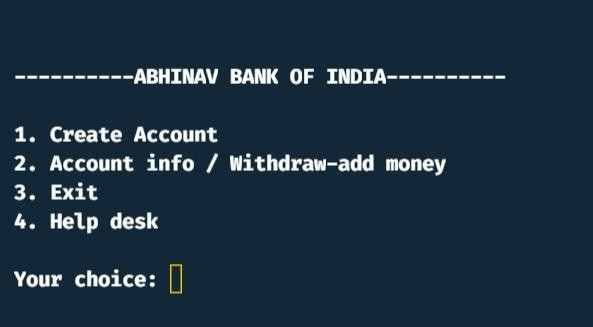 ----------ABHINAV BANK OF INDIA----------
1. Create Account
2. Account info / Withdraw-add money
3. Exit
4. Help desk
Your choice: